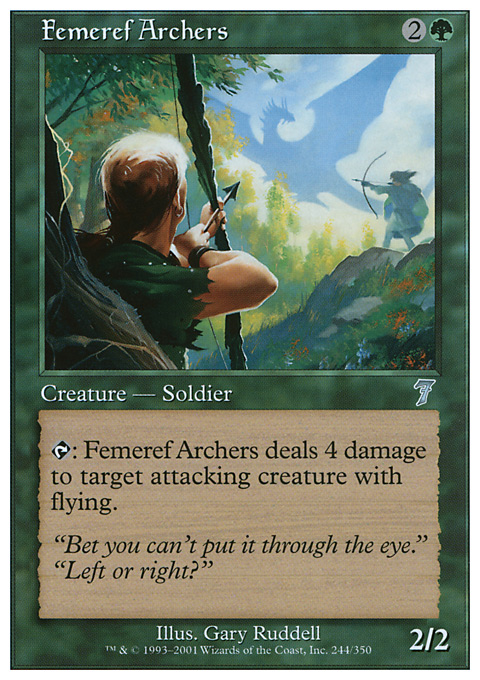 Femeref Archers 2
Creature — Soldier
7
: Femeref Archers deals 4 damage
to target attacking creature with
flying.
“Bet you can’t put it through the eye.”
“Left or right?”
Illus. Gary Ruddell
2/2
™ & © 1993–2001 Wizards of the Coast, Inc. 244/350